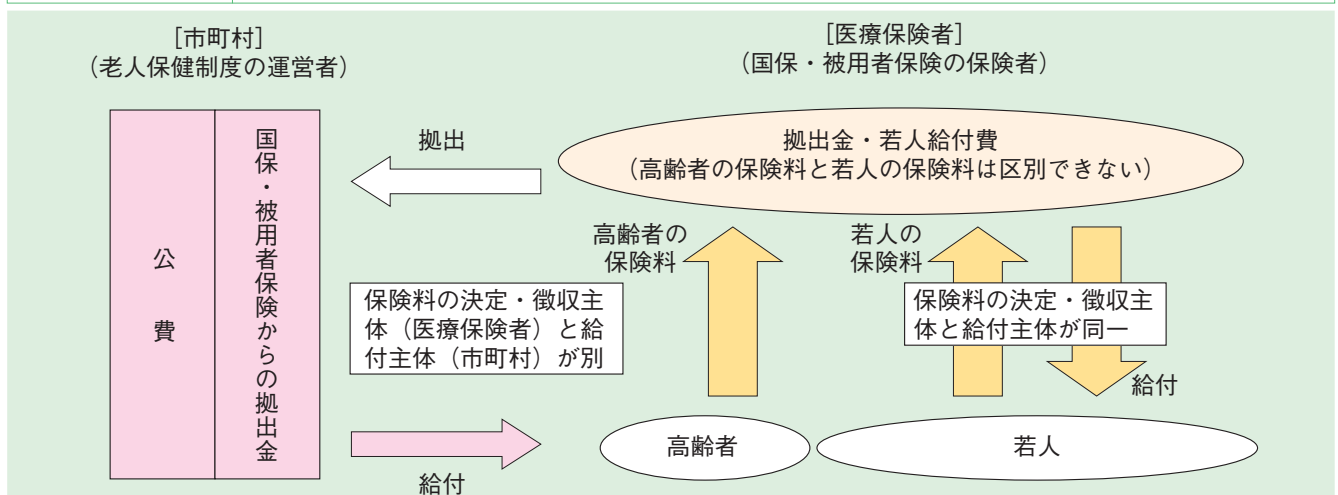 [市町村]
(老人保健制度の運営者)
[医療保険者]
(国保・被用者保険の保険者)
公費
国保・被用者保険からの拠出金
拠出
拠出金・若人給付費
(高齢者の保険料と若人の保険料は区別できない)
高齢者の
保険料
若人の
保険料
保険料の決定・徴収主
体(医療保険者)と給
付主体(市町村)が別
保険料の決定・徴収主
体と給付主体が同一
給付
高齢者
若人
給付